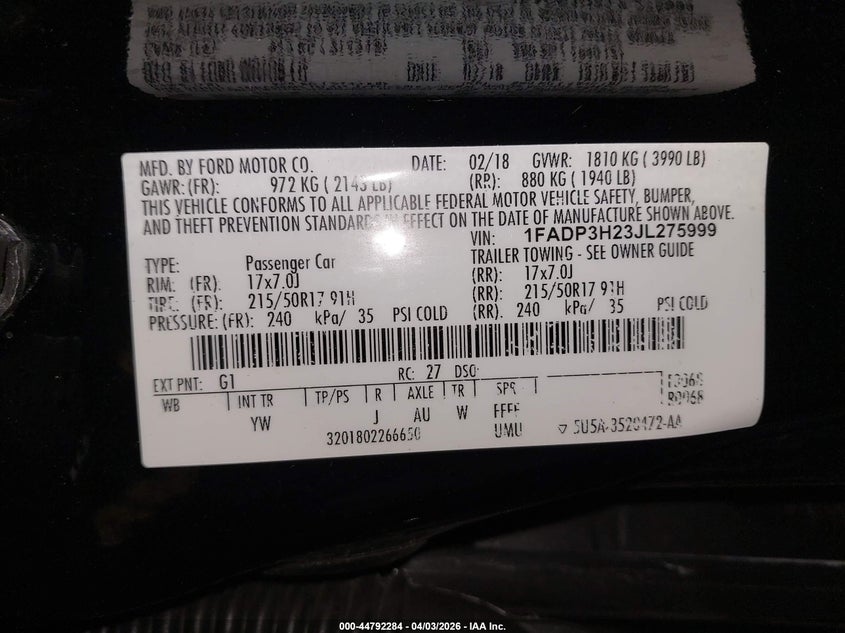 MFD. BY FORD MOTOR CO. DATE: 02/18 GVWR: 1810 KG ( 3990 LB)
GAWR: (FR): 972 KG ( 2143 LB) (RR): 880 KG ( 1940 LB)
THIS VEHICLE CONFORMS TO ALL APPLICABLE FEDERAL MOTOR VEHICLE SAFETY, BUMPER,
AND THEFT PREVENTION STANDARDS IN EFFECT ON THE DATE OF MANUFACTURE SHOWN ABOVE.
VIN: 1FADP3H23JL275999
TYPE: Passenger Car TRAILER TOWING - SEE OWNER GUIDE
RIM: (FR): 17x7.0J (RR): 17x7.0J
TIRE: (FR): 215/50R17 91H (RR): 215/50R17 91H
PRESSURE: (FR): 240 kPa/ 35 PSI COLD (RR): 240 kPa/ 35 PSI COLD
EXT PNT: G1 RC: 27 DSO:
WB INT TR TP/PS R AXLE TR SPR
YW J AU W FFFF
3201802266650 UMU 5U5A-3520472-AA
000-44792284 - 04/03/2026 - IAA Inc.